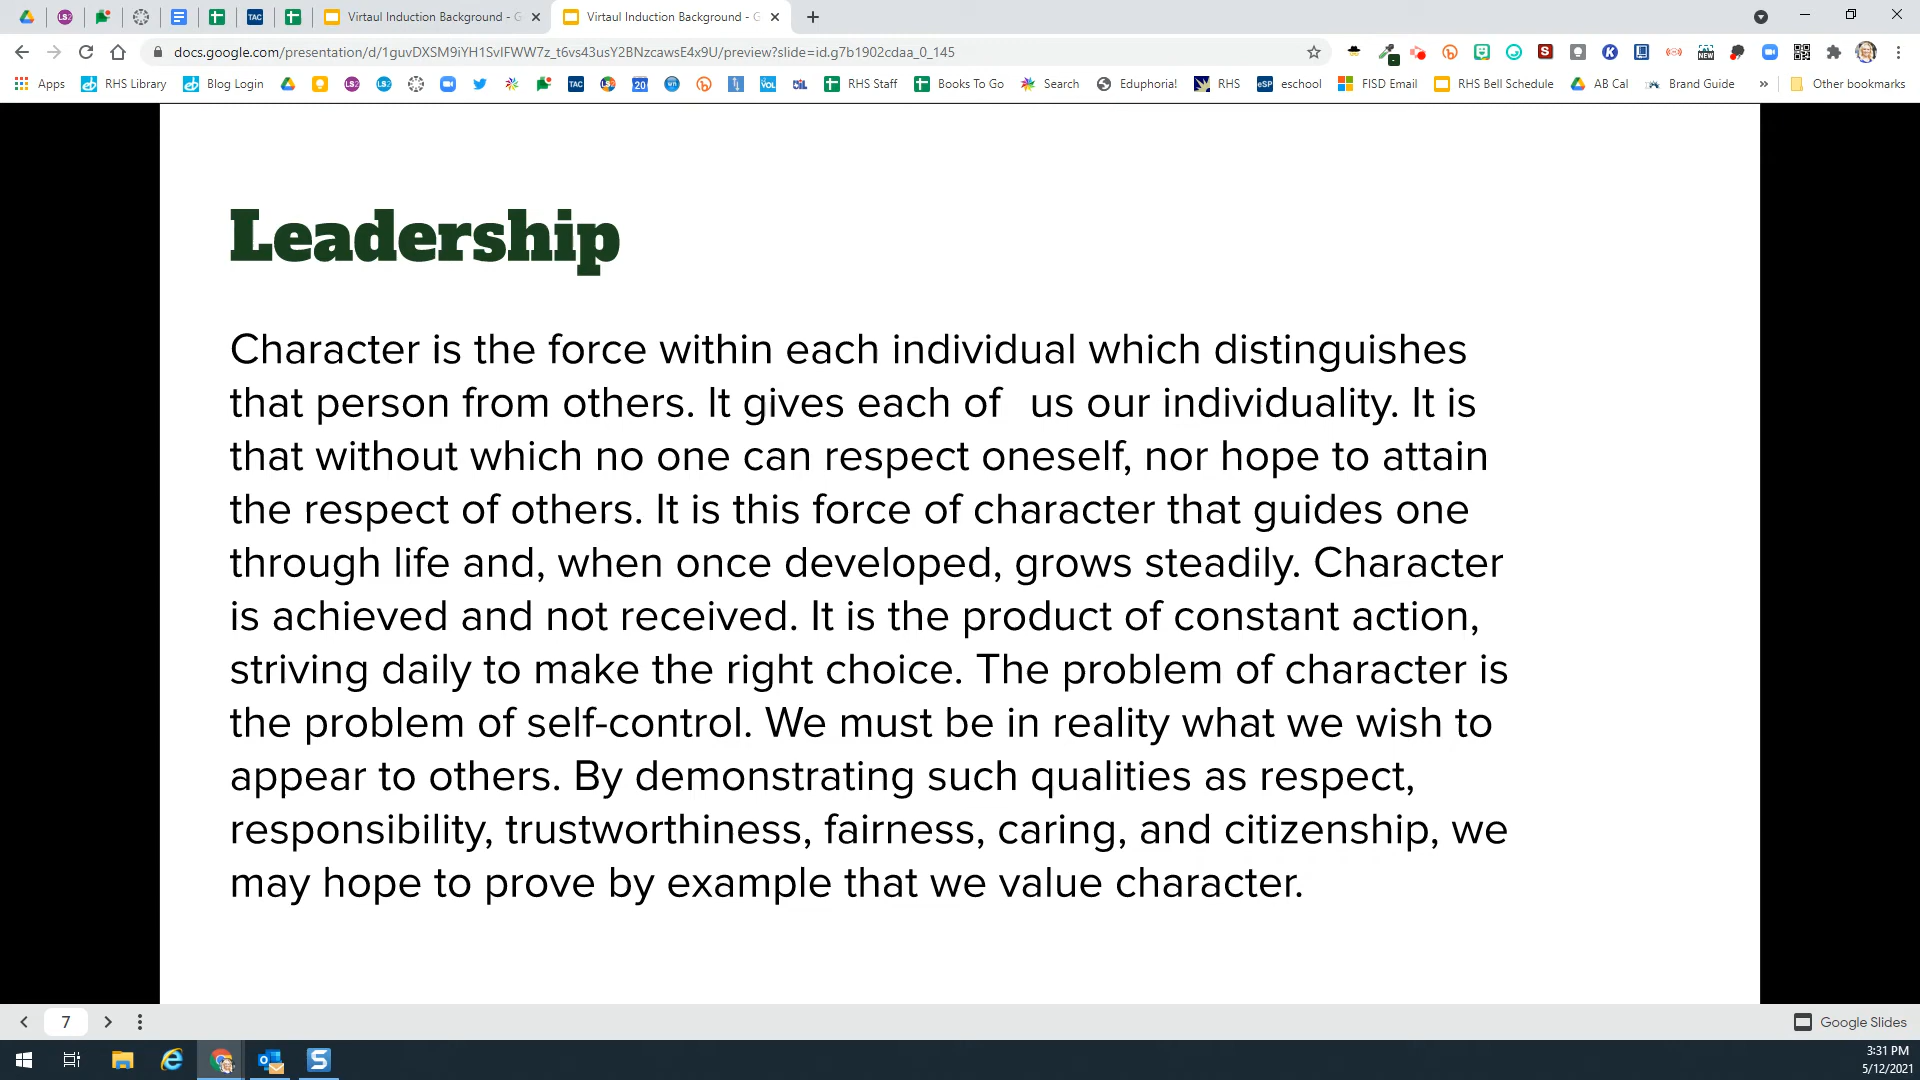 Virtaul Induction Background - G
Virtaul Induction Background - G
docs.google.com/presentation/d/1guvDXSM9iYH1SvIFWW7z_t6vs43usY2BNzcawsE4x9U/preview?slide=id.g7b1902cdaa_0_145
Apps RHS Library Blog Login LS2 LS2 TAC 20 VOL RHS Staff Books To Go Search Eduphoria! RHS eSP eschool FISD Email RHS Bell Schedule AB Cal Brand Guide » Other bookmarks
Leadership
Character is the force within each individual which distinguishes
that person from others. It gives each of us our individuality. It is
that without which no one can respect oneself, nor hope to attain
the respect of others. It is this force of character that guides one
through life and, when once developed, grows steadily. Character
is achieved and not received. It is the product of constant action,
striving daily to make the right choice. The problem of character is
the problem of self-control. We must be in reality what we wish to
appear to others. By demonstrating such qualities as respect,
responsibility, trustworthiness, fairness, caring, and citizenship, we
may hope to prove by example that we value character.
7
Google Slides
3:31 PM
5/12/2021